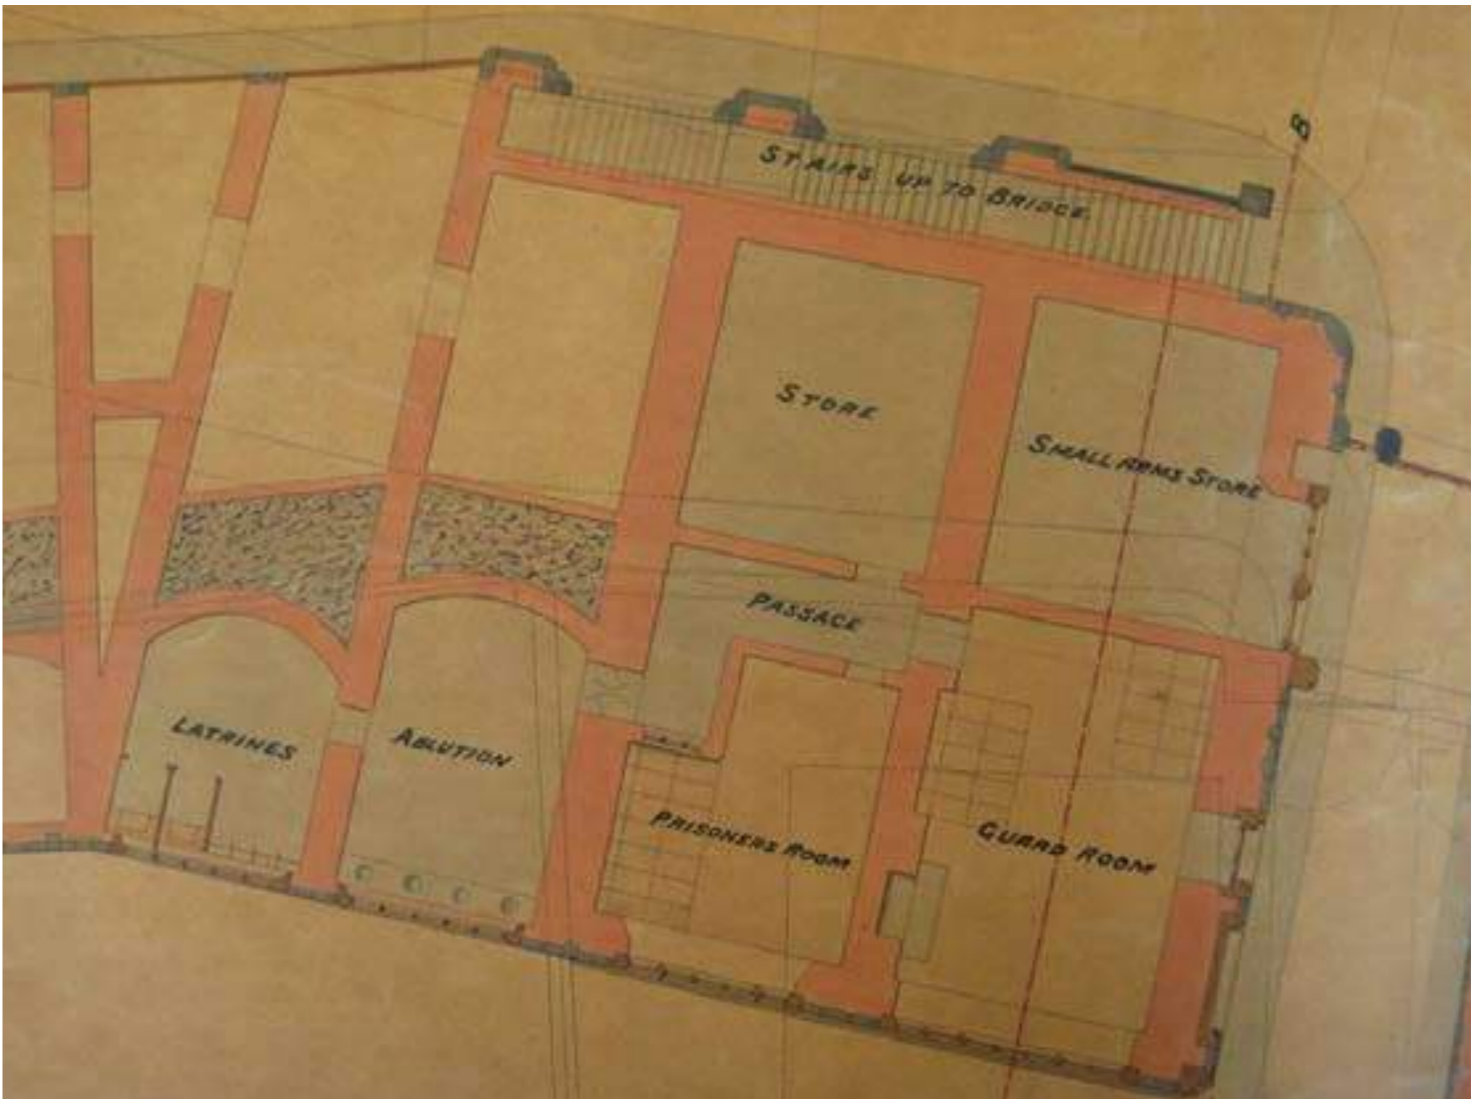 B
STAIRS UP TO BRIDGE
STORE
SMALL ARMS STORE
PASSAGE
LATRINES
ABLUTION
PRISONERS ROOM
GUARD ROOM